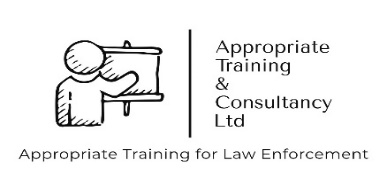 Appropriate
Training
&
Consultancy
Ltd
Appropriate Training for Law Enforcement